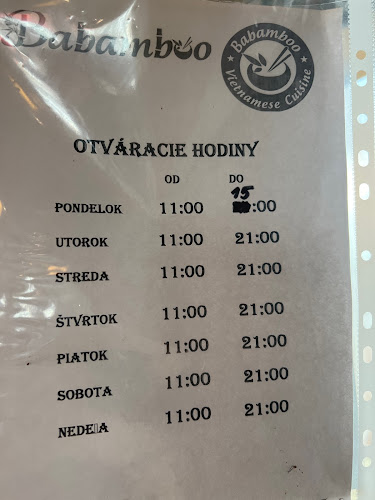 Babamboo
Babamboo
Vietnamese Cuisine
OTVÁRACIE HODINY
OD DO
15
PONDELOK 11:00 :00
UTOROK 11:00 21:00
STREDA 11:00 21:00
ŠTVRTOK 11:00 21:00
PIATOK 11:00 21:00
SOBOTA 11:00 21:00
NEDE▯A 11:00 21:00